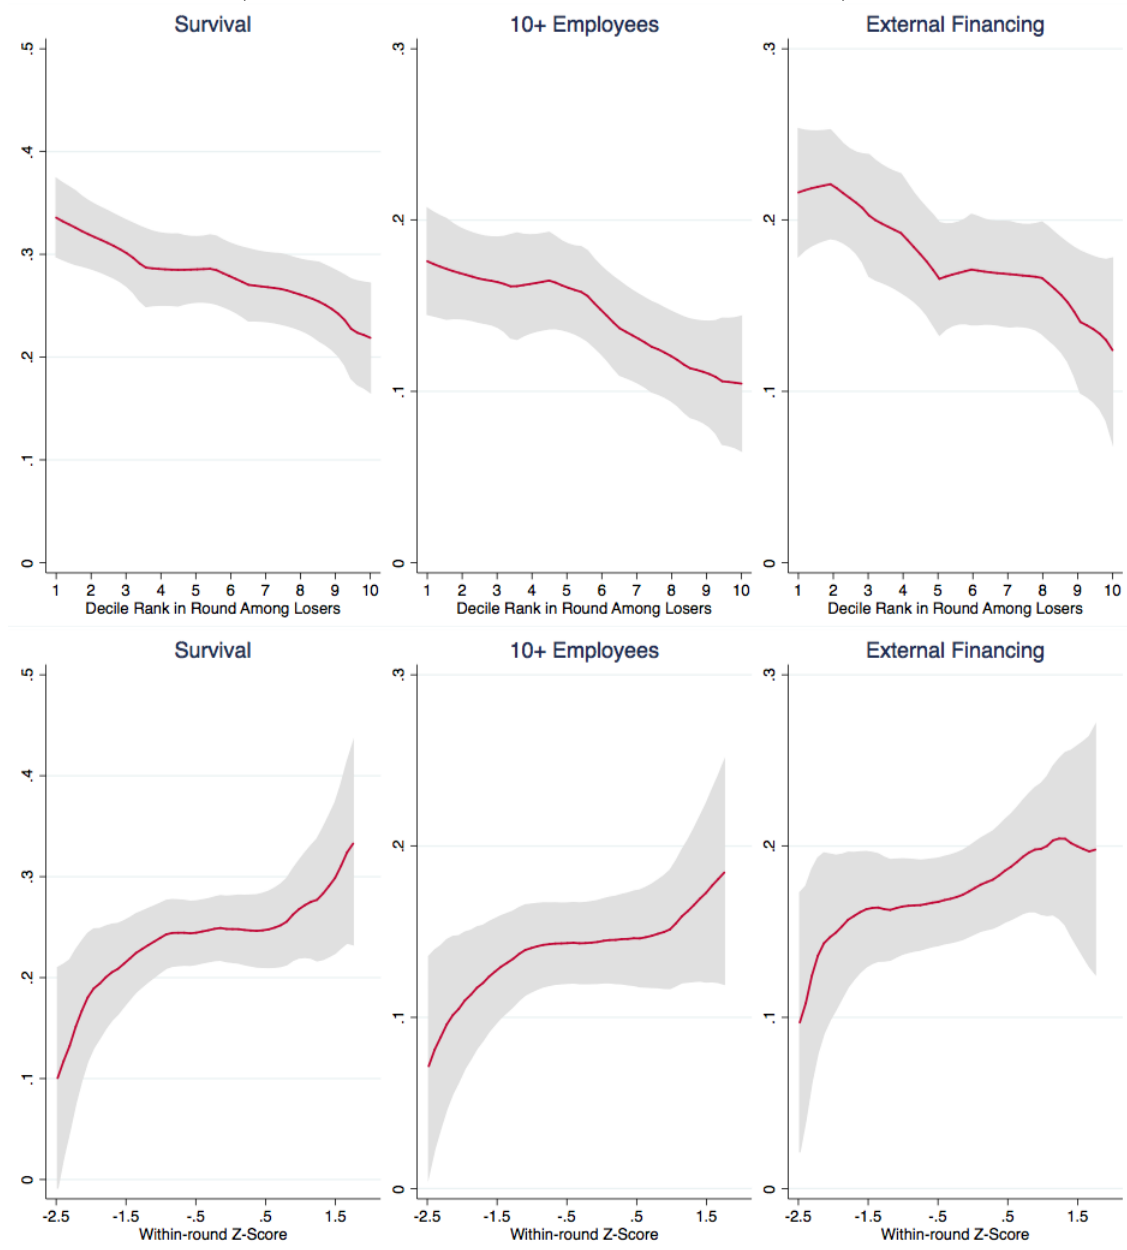 Survival 10+ Employees External Financing
.5 .3 .3
.4
.2 .2
.3
.2
.1 .1
.1
0 0 0
1 2 3 4 5 6 7 8 9 10 1 2 3 4 5 6 7 8 9 10 1 2 3 4 5 6 7 8 9 10
Decile Rank in Round Among Losers Decile Rank in Round Among Losers Decile Rank in Round Among Losers
Survival 10+ Employees External Financing
.5 .3 .3
.4
.2 .2
.3
.2
.1 .1
.1
0 0 0
-2.5 -1.5 -.5 .5 1.5 -2.5 -1.5 -.5 .5 1.5 -2.5 -1.5 -.5 .5 1.5
Within-round Z-Score Within-round Z-Score Within-round Z-Score